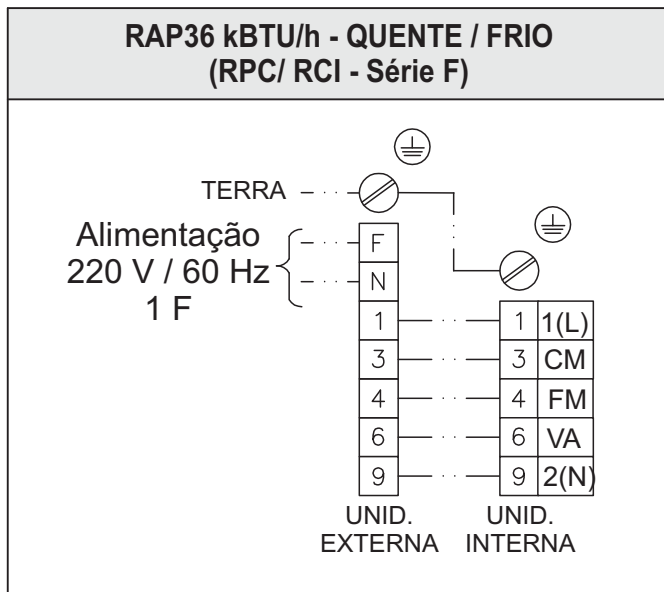 RAP36 kBTU/h - QUENTE / FRIO
(RPC/ RCI - Série F)
TERRA
Alimentação
220 V / 60 Hz
1 F
F
N
1 1 1(L)
3 3 CM
4 4 FM
6 6 VA
9 9 2(N)
UNID. UNID.
EXTERNA INTERNA